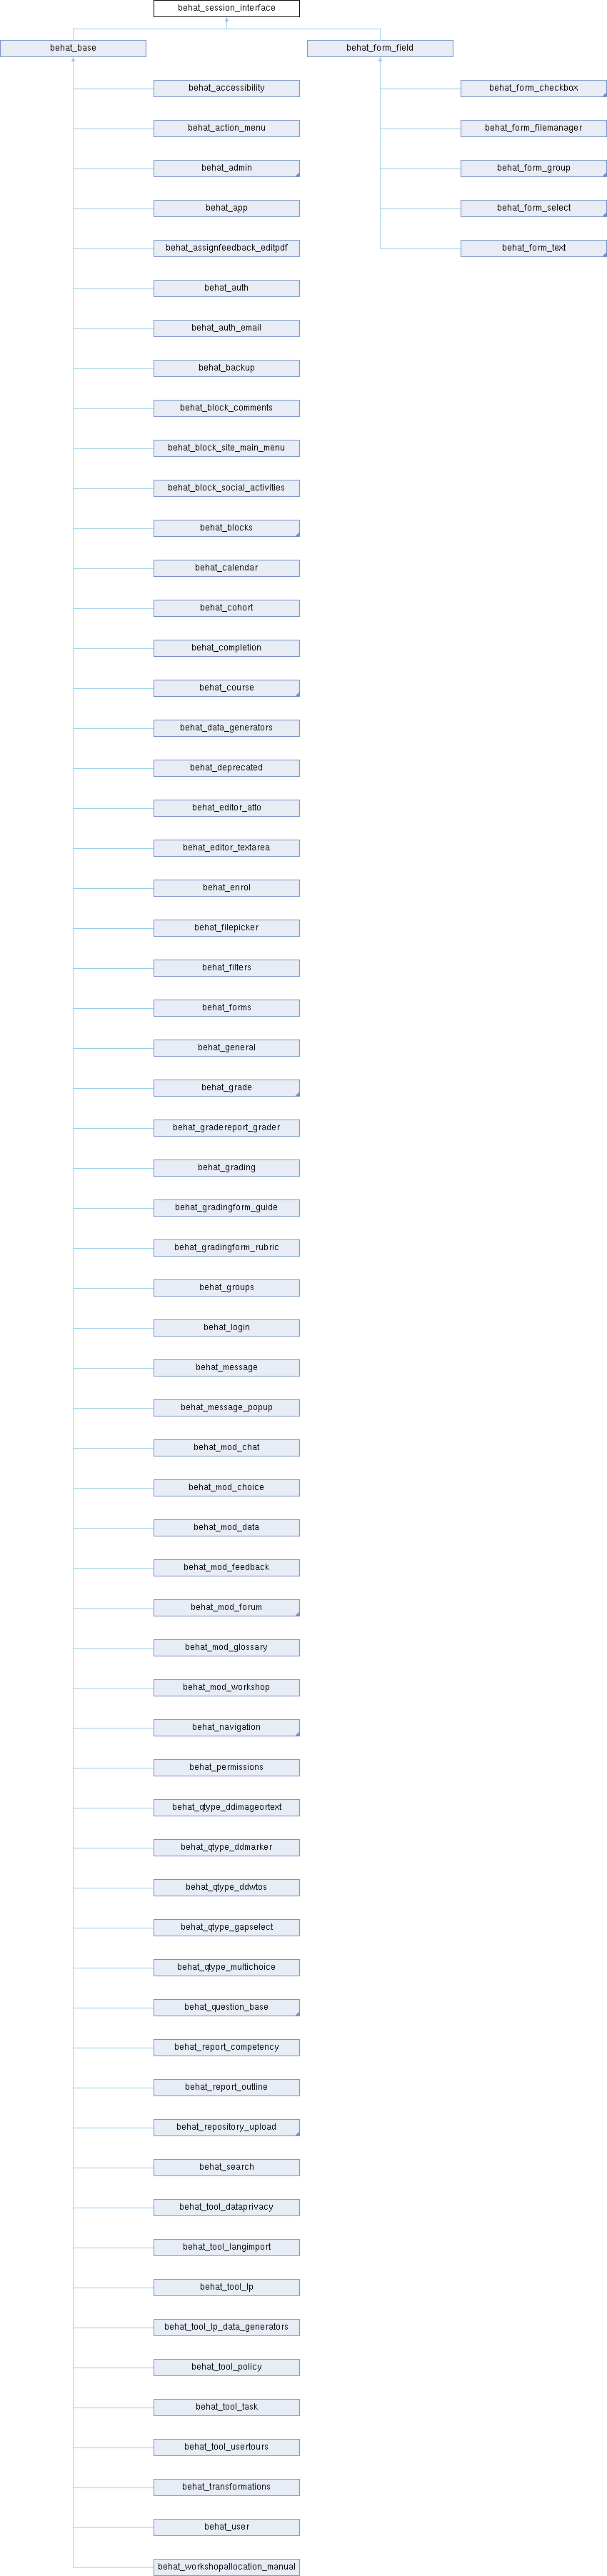 behat_session_interface
behat_base
behat_form_field
behat_accessibility
behat_form_checkbox
behat_action_menu
behat_form_filemanager
behat_admin
behat_form_group
behat_app
behat_form_select
behat_assignfeedback_editpdf
behat_form_text
behat_auth
behat_auth_email
behat_backup
behat_block_comments
behat_block_site_main_menu
behat_block_social_activities
behat_blocks
behat_calendar
behat_cohort
behat_completion
behat_course
behat_data_generators
behat_deprecated
behat_editor_atto
behat_editor_textarea
behat_enrol
behat_filepicker
behat_filters
behat_forms
behat_general
behat_grade
behat_gradereport_grader
behat_grading
behat_gradingform_guide
behat_gradingform_rubric
behat_groups
behat_login
behat_message
behat_message_popup
behat_mod_chat
behat_mod_choice
behat_mod_data
behat_mod_feedback
behat_mod_forum
behat_mod_glossary
behat_mod_workshop
behat_navigation
behat_permissions
behat_qtype_ddimageortext
behat_qtype_ddmarker
behat_qtype_ddwtos
behat_qtype_gapselect
behat_qtype_multichoice
behat_question_base
behat_report_competency
behat_report_outline
behat_repository_upload
behat_search
behat_tool_dataprivacy
behat_tool_langimport
behat_tool_lp
behat_tool_lp_data_generators
behat_tool_policy
behat_tool_task
behat_tool_usertours
behat_transformations
behat_user
behat_workshopallocation_manual